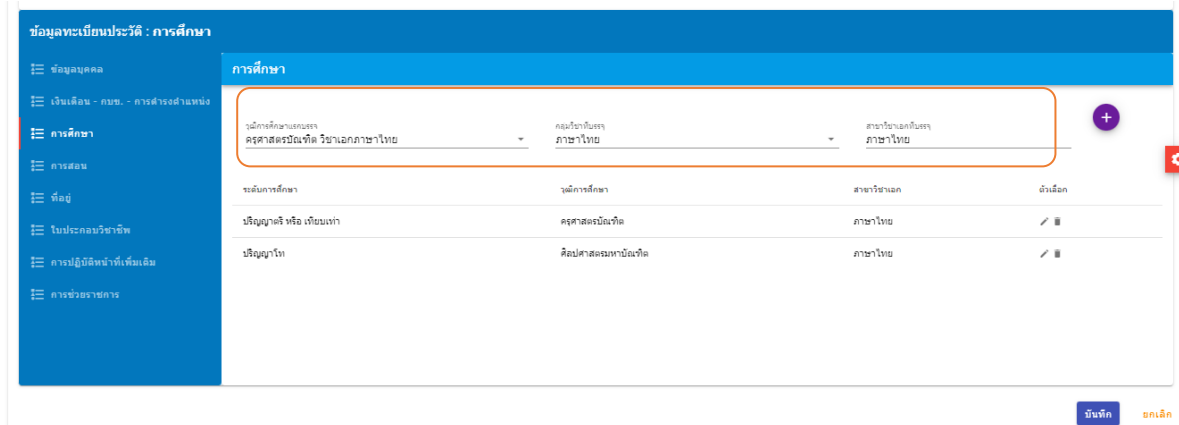 ข้อมูลทะเบียนประวัติ : การศึกษา
ข้อมูลบุคคล
เงินเดือน - กบข. - การดำรงตำแหน่ง
การศึกษา
การสอน
ที่อยู่
ใบประกอบวิชาชีพ
การปฏิบัติหน้าที่เพิ่มเติม
การช่วยราชการ
การศึกษา
วุฒิการศึกษาแรกบรรจุ กลุ่มวิชาที่บรรจุ สาขาวิชาเอกที่บรรจุ
ครุศาสตรบัณฑิต วิชาเอกภาษาไทย ภาษาไทย ภาษาไทย
ระดับการศึกษา วุฒิการศึกษา สาขาวิชาเอก ตัวเลือก
ปริญญาตรี หรือ เทียบเท่า ครุศาสตรบัณฑิต ภาษาไทย
ปริญญาโท ศิลปศาสตรมหาบัณฑิต ภาษาไทย
บันทึก ยกเลิก